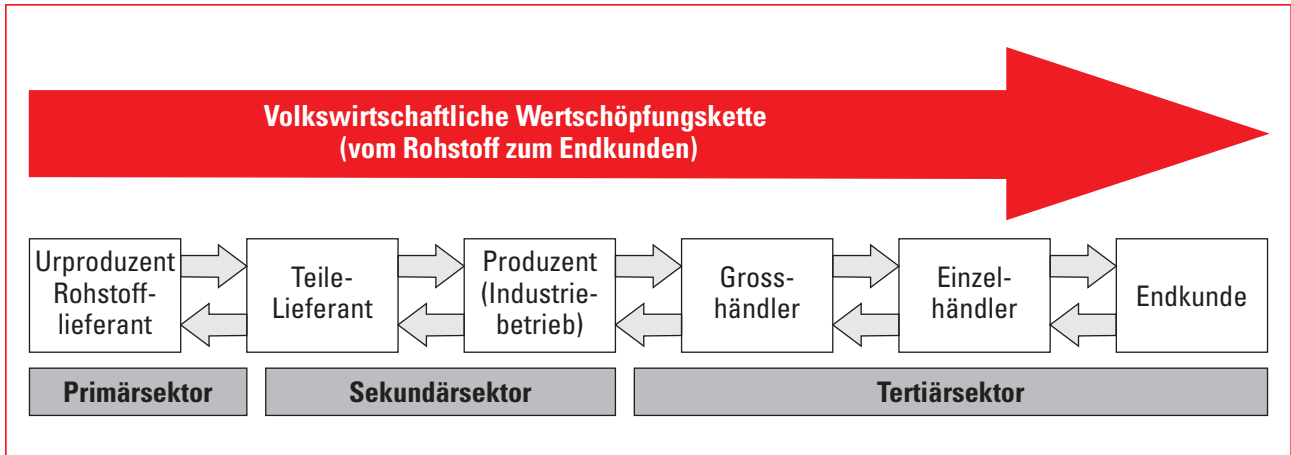 Volkswirtschaftliche Wertschöpfungskette
(vom Rohstoff zum Endkunden)
Urproduzent
Rohstoff-
lieferant
Teile-
Lieferant
Produzent
(Industrie-
betrieb)
Gross-
händler
Einzel-
händler
Endkunde
Primärsektor
Sekundärsektor
Tertiärsektor